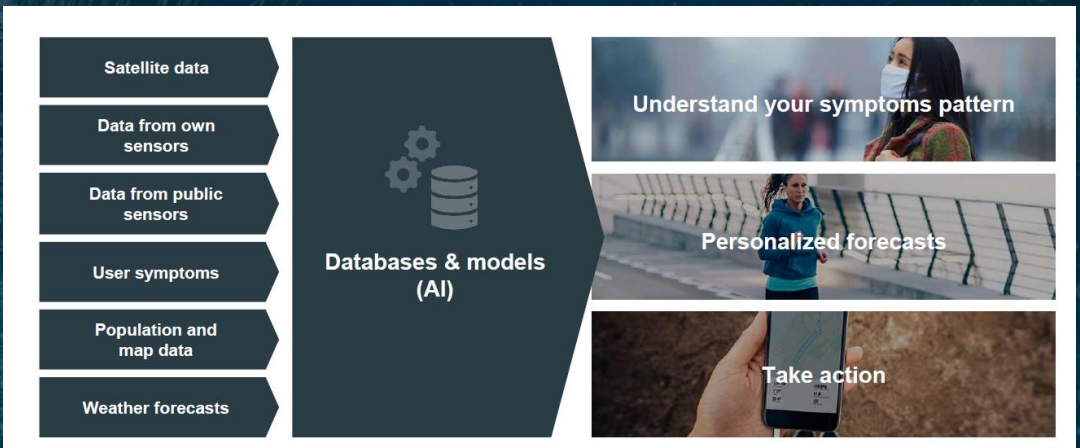 Satellite data
Data from own
sensors
Data from public
sensors
User symptoms
Population and
map data
Weather forecasts
Databases & models
(AI)
Understand your symptoms pattern
Personalized forecasts
Take action